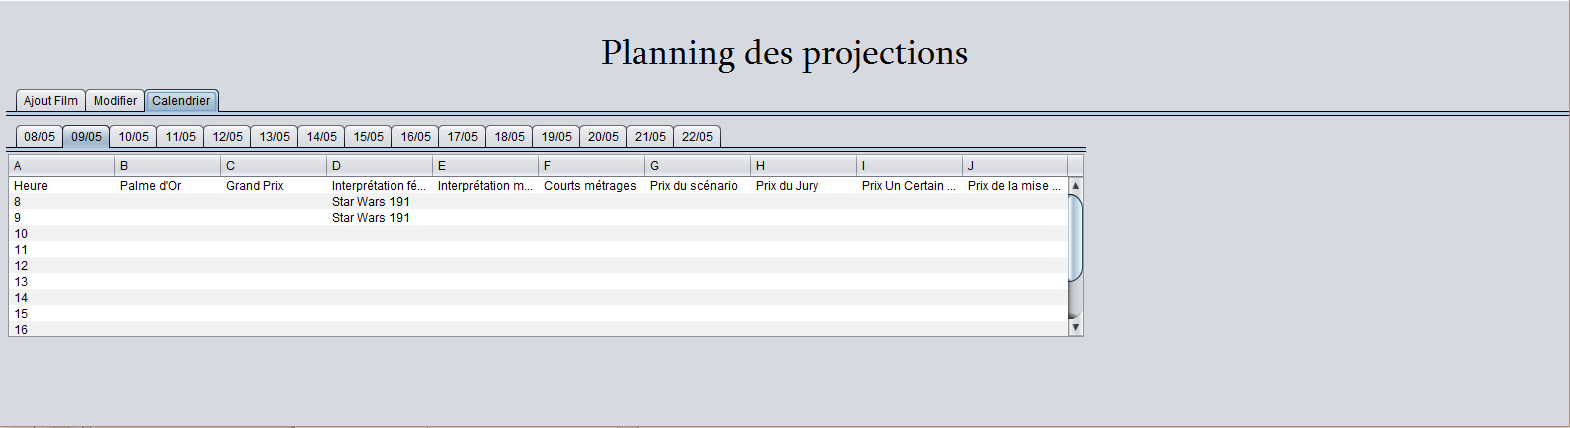 Planning des projections
Ajout Film Modifier Calendrier
08/05 09/05 10/05 11/05 12/05 13/05 14/05 15/05 16/05 17/05 18/05 19/05 20/05 21/05 22/05
A B C D E F G H I J
Heure Palme d'Or Grand Prix Interprétation fé... Interprétation m... Courts métrages Prix du scénario Prix du Jury Prix Un Certain ... Prix de la mise ...
8 Star Wars 191
9 Star Wars 191
10
11
12
13
14
15
16